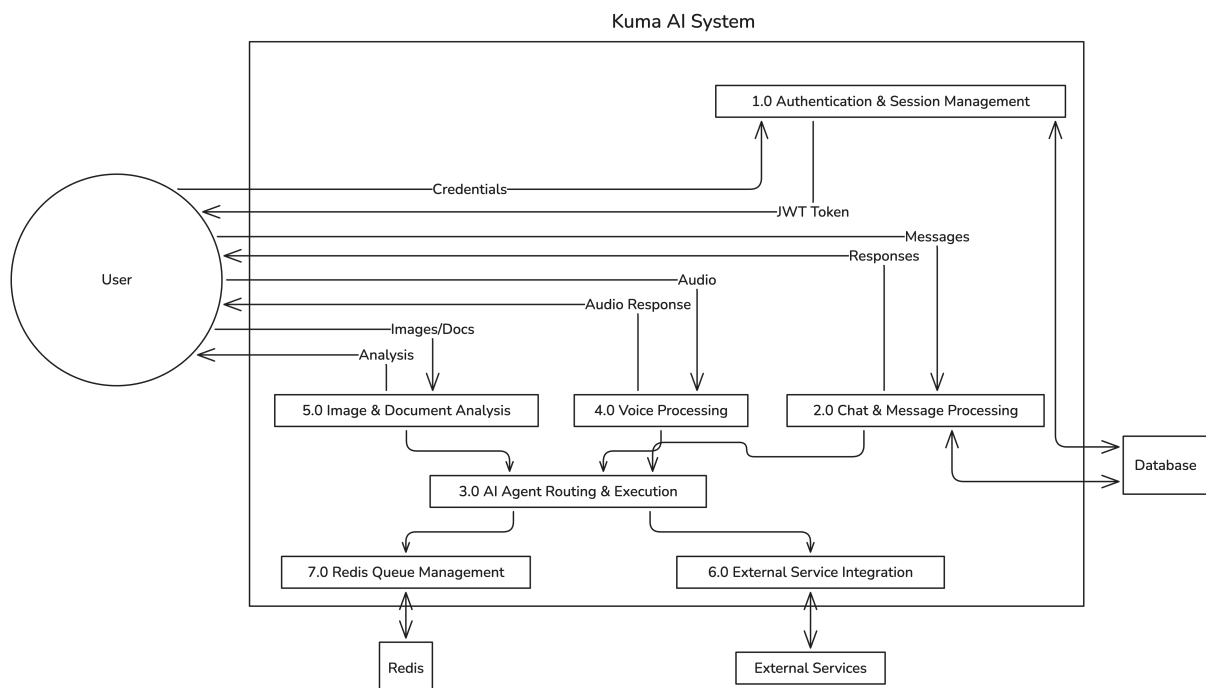 Kuma AI System
1.0 Authentication & Session Management
Credentials
JWT Token
Messages
Responses
User
Audio
Audio Response
Images/Docs
Analysis
5.0 Image & Document Analysis
4.0 Voice Processing
2.0 Chat & Message Processing
Database
3.0 AI Agent Routing & Execution
7.0 Redis Queue Management
6.0 External Service Integration
Redis
External Services